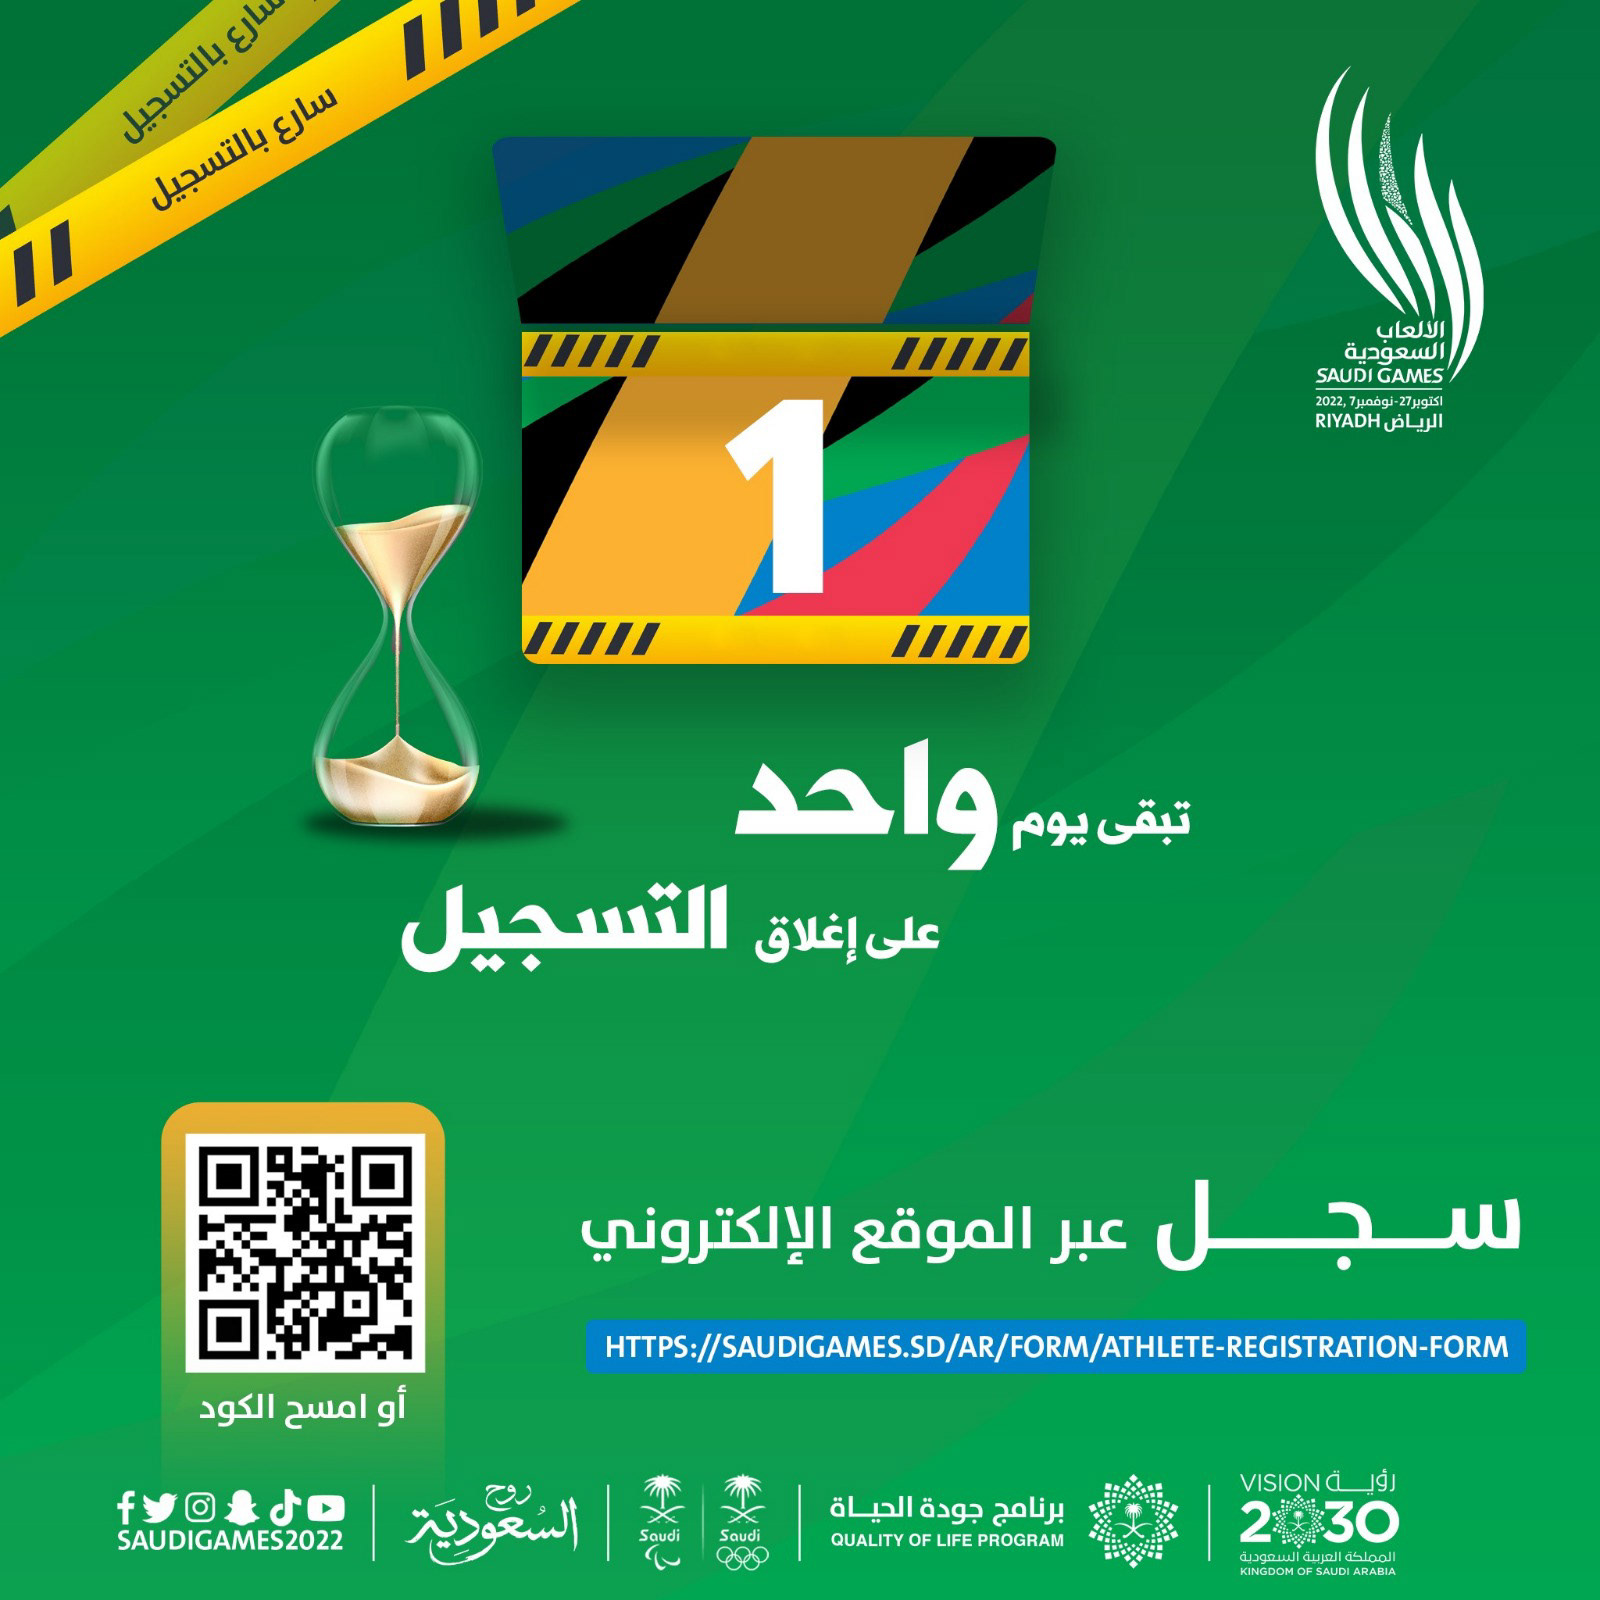 سارع بالتسجيل
سارع بالتسجيل
الألعاب
السعودية
SAUDI GAMES
اكتوبر27-نوفمبر7, 2022
RIYADH الرياض
1
تبقى يوم واحد
على إغلاق التسجيل
سجل عبر الموقع الإلكتروني
HTTPS://SAUDIGAMES.SD/AR/FORM/ATHLETE-REGISTRATION-FORM
أو امسح الكود
VISION رؤيــة
2030
المملكة العربية السعودية
KINGDOM OF SAUDI ARABIA
برنامج جودة الحياة
QUALITY OF LIFE PROGRAM
Saudi
Saudi
روح السعودية
SAUDIGAMES2022